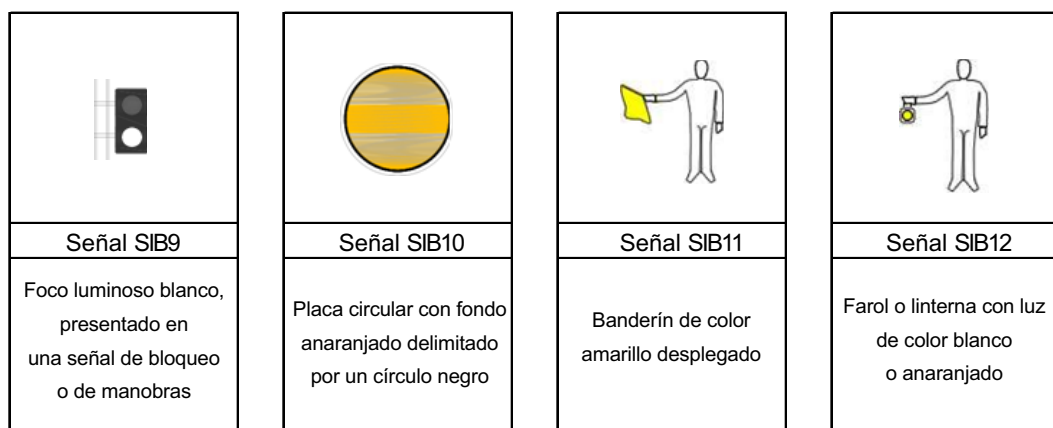 Señal SIB9
Foco luminoso blanco,
presentado en
una señal de bloqueo
o de manobras
Señal SIB10
Placa circular con fondo
anaranjado delimitado
por un círculo negro
Señal SIB11
Banderín de color
amarillo desplegado
Señal SIB12
Farol o linterna con luz
de color blanco
o anaranjado